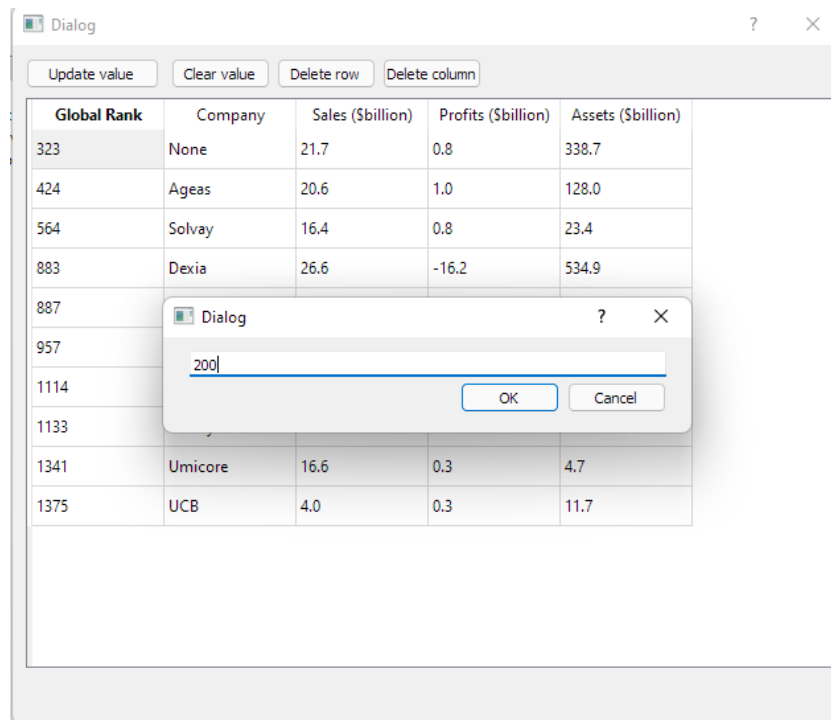 Dialog
Update value Clear value Delete row Delete column
Global Rank Company Sales ($billion) Profits ($billion) Assets ($billion)
323 None 21.7 0.8 338.7
424 Ageas 20.6 1.0 128.0
564 Solvay 16.4 0.8 23.4
883 Dexia 26.6 -16.2 534.9
887
Dialog
957
200
1114
OK Cancel
1133
1341 Umicore 16.6 0.3 4.7
1375 UCB 4.0 0.3 11.7